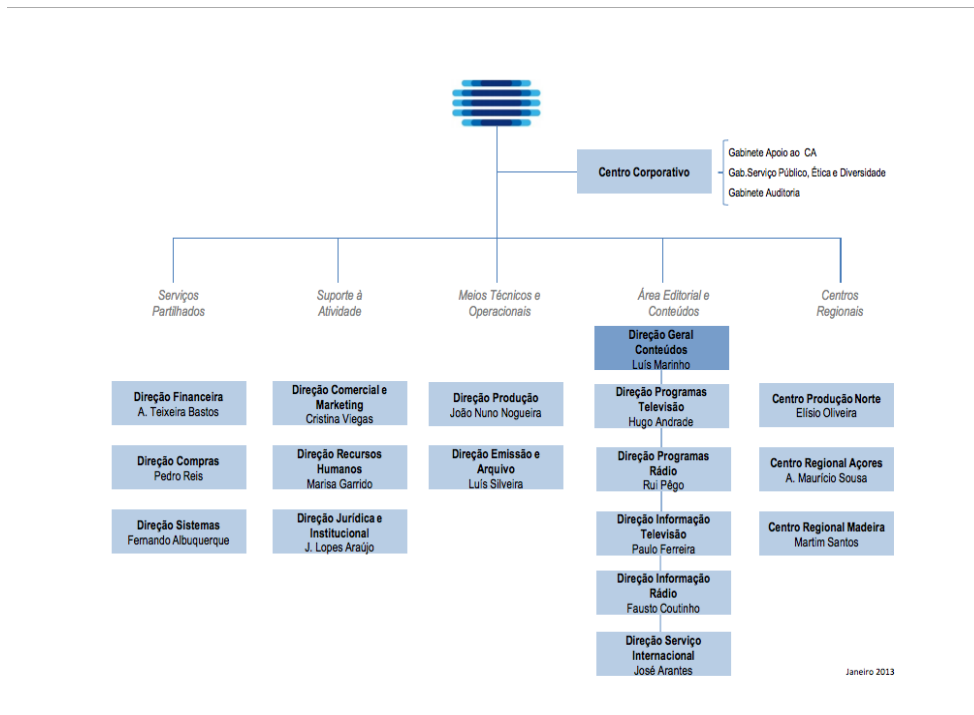 Centro Corporativo
Gabinete Apoio ao CA
Gab.Serviço Público, Ética e Diversidade
Gabinete Auditoria
Serviços
Partilhados
Suporte à
Atividade
Meios Técnicos e
Operacionais
Área Editorial e
Conteúdos
Centros
Regionais
Direção Geral
Conteúdos
Luís Marinho
Direção Financeira
A. Teixeira Bastos
Direção Compras
Pedro Reis
Direção Sistemas
Fernando Albuquerque
Direção Comercial e
Marketing
Cristina Viegas
Direção Recursos
Humanos
Marisa Garrido
Direção Jurídica e
Institucional
J. Lopes Araújo
Direção Produção
João Nuno Nogueira
Direção Emissão e
Arquivo
Luís Silveira
Direção Programas
Televisão
Hugo Andrade
Direção Programas
Rádio
Rui Pêgo
Direção Informação
Televisão
Paulo Ferreira
Direção Informação
Rádio
Fausto Coutinho
Direção Serviço
Internacional
José Arantes
Centro Produção Norte
Elísio Oliveira
Centro Regional Açores
A. Maurício Sousa
Centro Regional Madeira
Martim Santos
Janeiro 2013